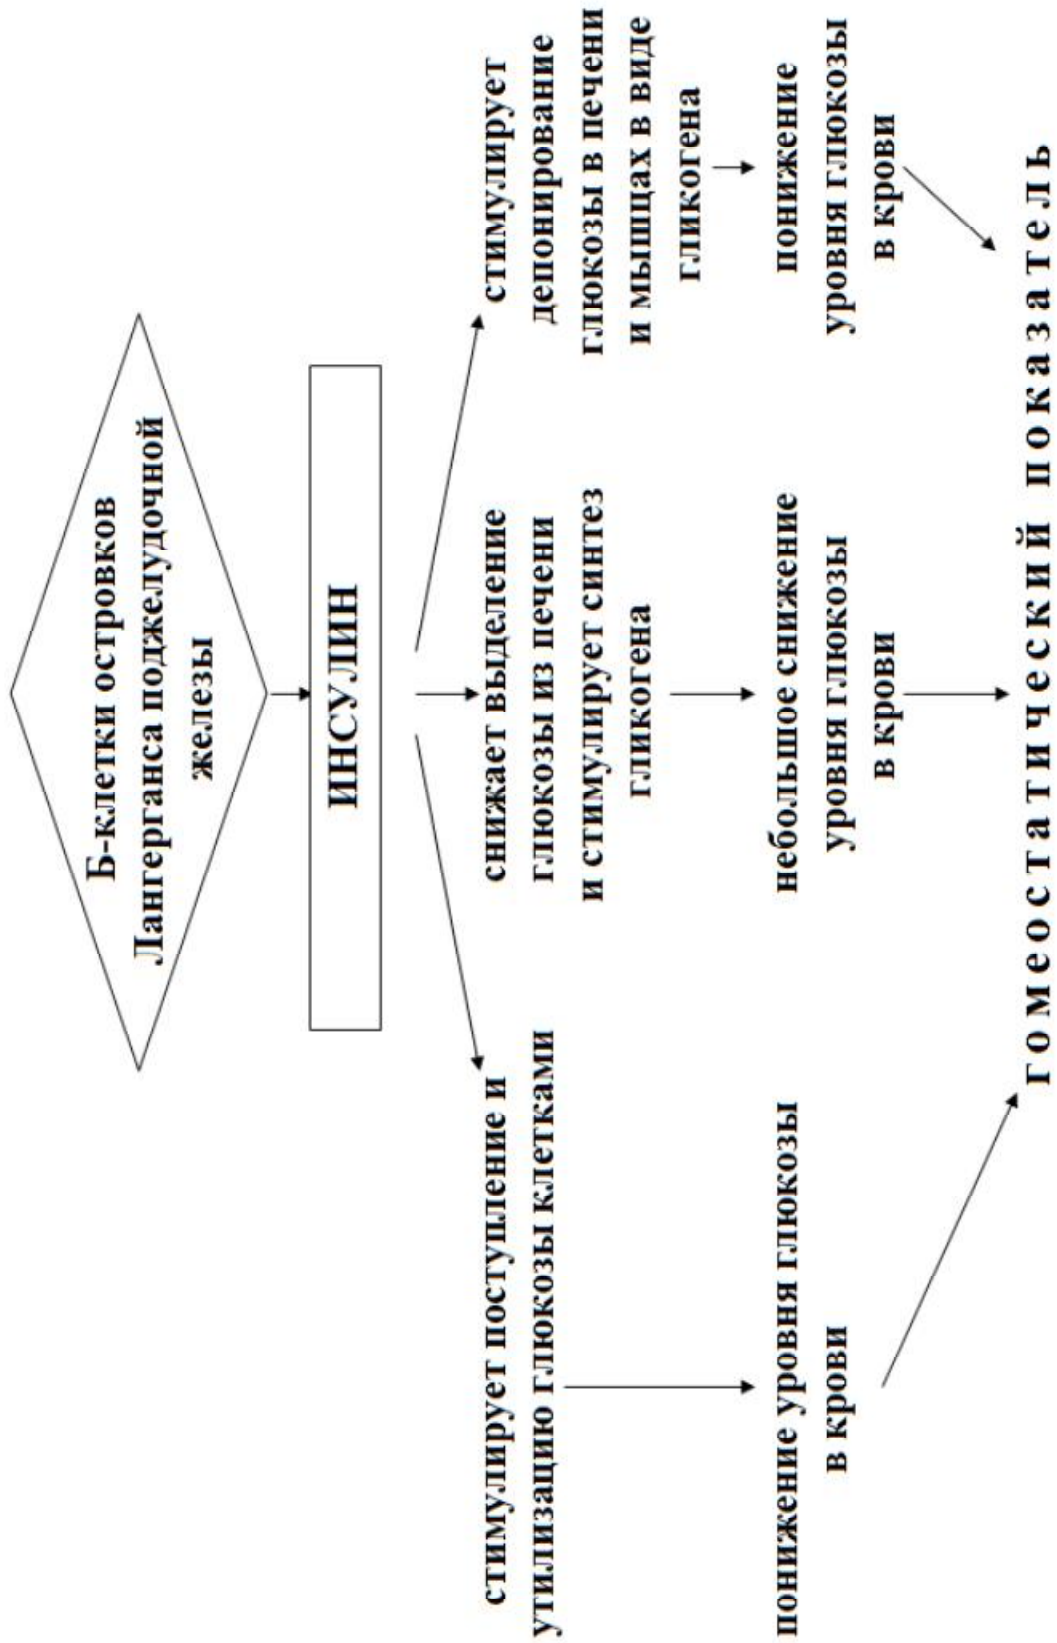 Б-клетки островков
Лангерганса поджелудочной
железы
ИНСУЛИН
стимулирует поступление и
утилизацию глюкозы клетками
понижение уровня глюкозы
в крови
снижает выделение
глюкозы из печени
и стимулирует синтез
гликогена
небольшое снижение
уровня глюкозы
в крови
стимулирует
депонирование
глюкозы в печени
и мышцах в виде
гликогена
понижение
уровня глюкозы
в крови
гомеостатический показатель